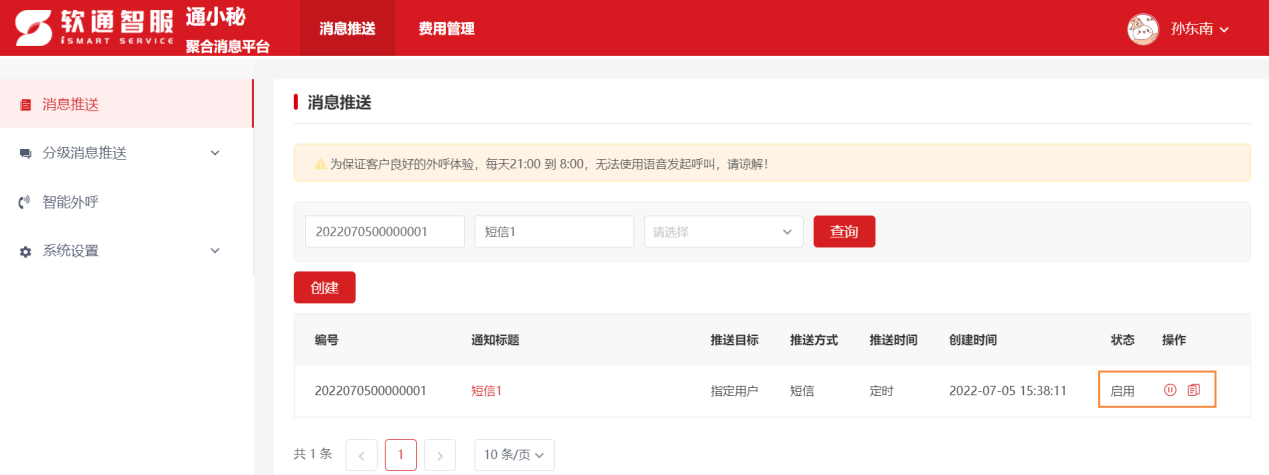 软通智服 通小秘
iSMART SERVICE 聚合消息平台
消息推送 费用管理 孙东南
消息推送
分级消息推送
智能外呼
系统设置
消息推送
为保证客户良好的外呼体验，每天21:00 到 8:00，无法使用语音发起呼叫，请谅解！
2022070500000001 短信1 请选择 查询
创建
编号 通知标题 推送目标 推送方式 推送时间 创建时间 状态 操作
2022070500000001 短信1 指定用户 短信 定时 2022-07-05 15:38:11 启用
共 1 条 < 1 > 10 条/页